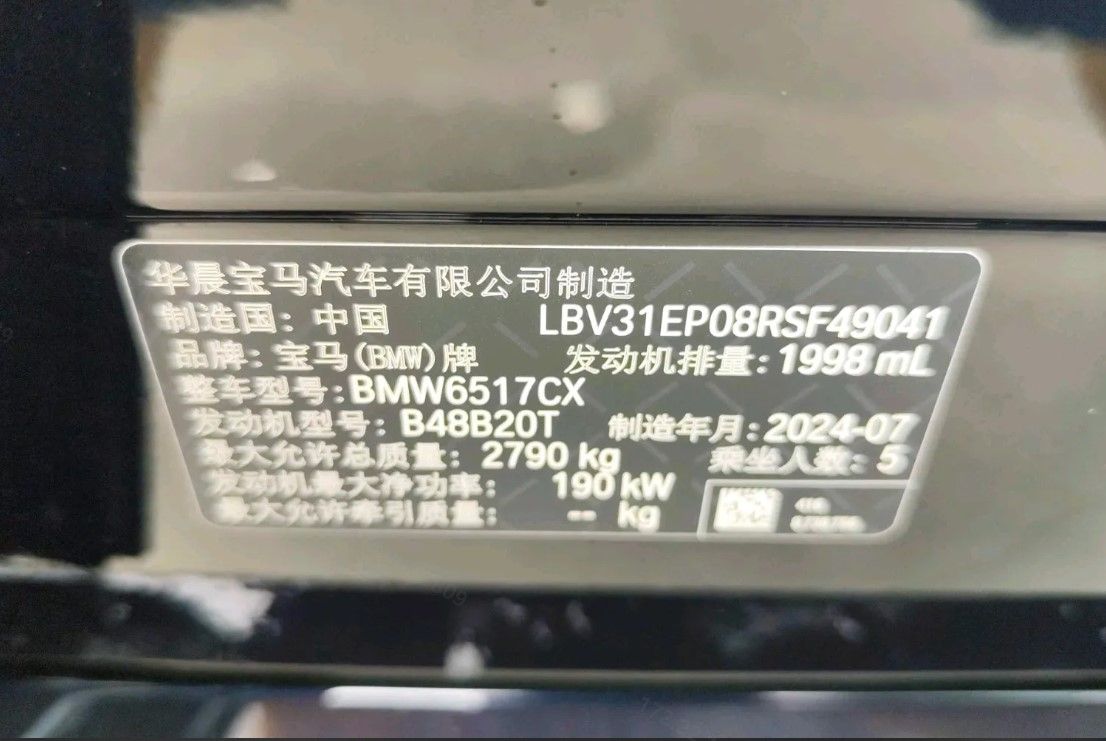 华晨宝马汽车有限公司制造
制造国：中国 LBV31EP08RSF49041
品牌：宝马(BMW)牌 发动机排量：1998 mL
整车型号：BMW6517CX
发动机型号：B48B20T 制造年月：2024-07
最大允许总质量：2790 kg 乘坐人数：5
发动机最大净功率：190 kW
最大允许牵引质量：-- kg